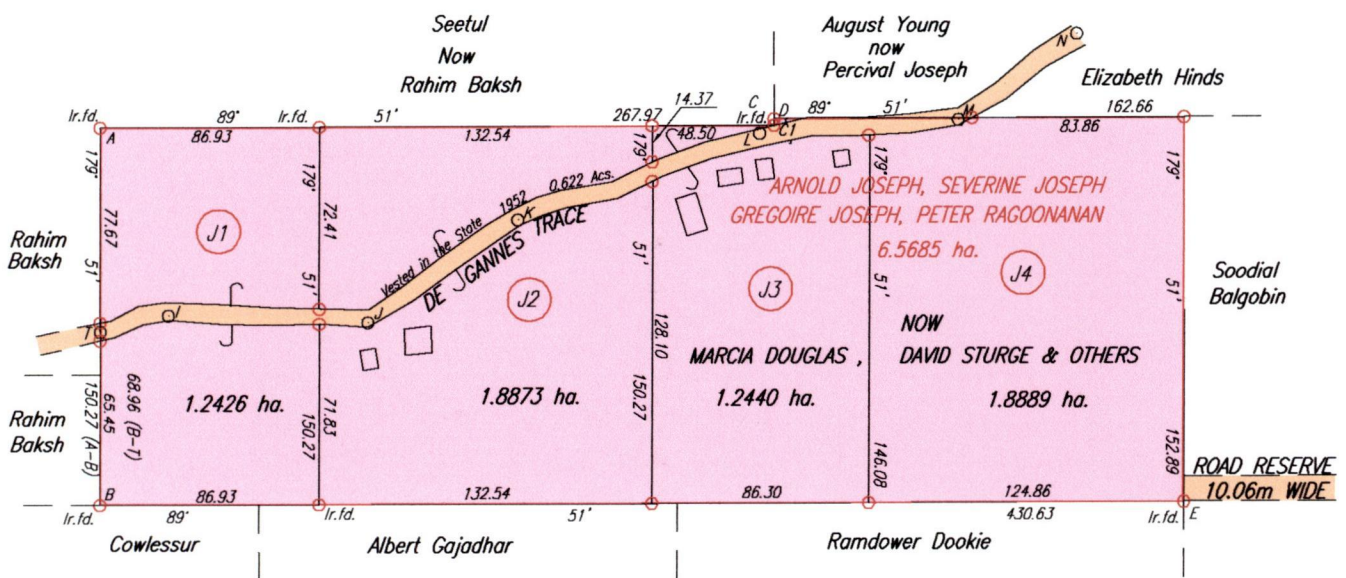 Seetul
Now
Rahim Baksh
August Young
now
Percival Joseph
N
Elizabeth Hinds
Ir.fd.
89°
Ir.fd.
51'
267.97
14.37
C
D
Ir.fd.
89°
51'
M
162.66
A
86.93
132.54
48.50
L
C1
83.86
179°
179°
179°
179°
179°
77.67
72.41
Rahim
Baksh
J1
51'
51'
Vested in the State 1952 0.622 Acs.
K
DE GANNES TRACE
J2
ARNOLD JOSEPH, SEVERINE JOSEPH
GREGOIRE JOSEPH, PETER RAGOONANAN
6.5685 ha.
51'
51'
51'
J3
J4
Soodial
Balgobin
T
I
J
128.10
NOW
MARCIA DOUGLAS , DAVID STURGE & OTHERS
Rahim
Baksh
150.27 (A-B)
65.45
68.96 (B-T)
1.2426 ha.
71.83
150.27
1.8873 ha.
150.27
1.2440 ha.
146.08
1.8889 ha.
152.89
ROAD RESERVE
10.06m WIDE
B
86.93
132.54
86.30
124.86
Ir.fd.
89°
Ir.fd.
51'
430.63
Ir.fd.
E
Cowlessur
Albert Gajadhar
Ramdower Dookie